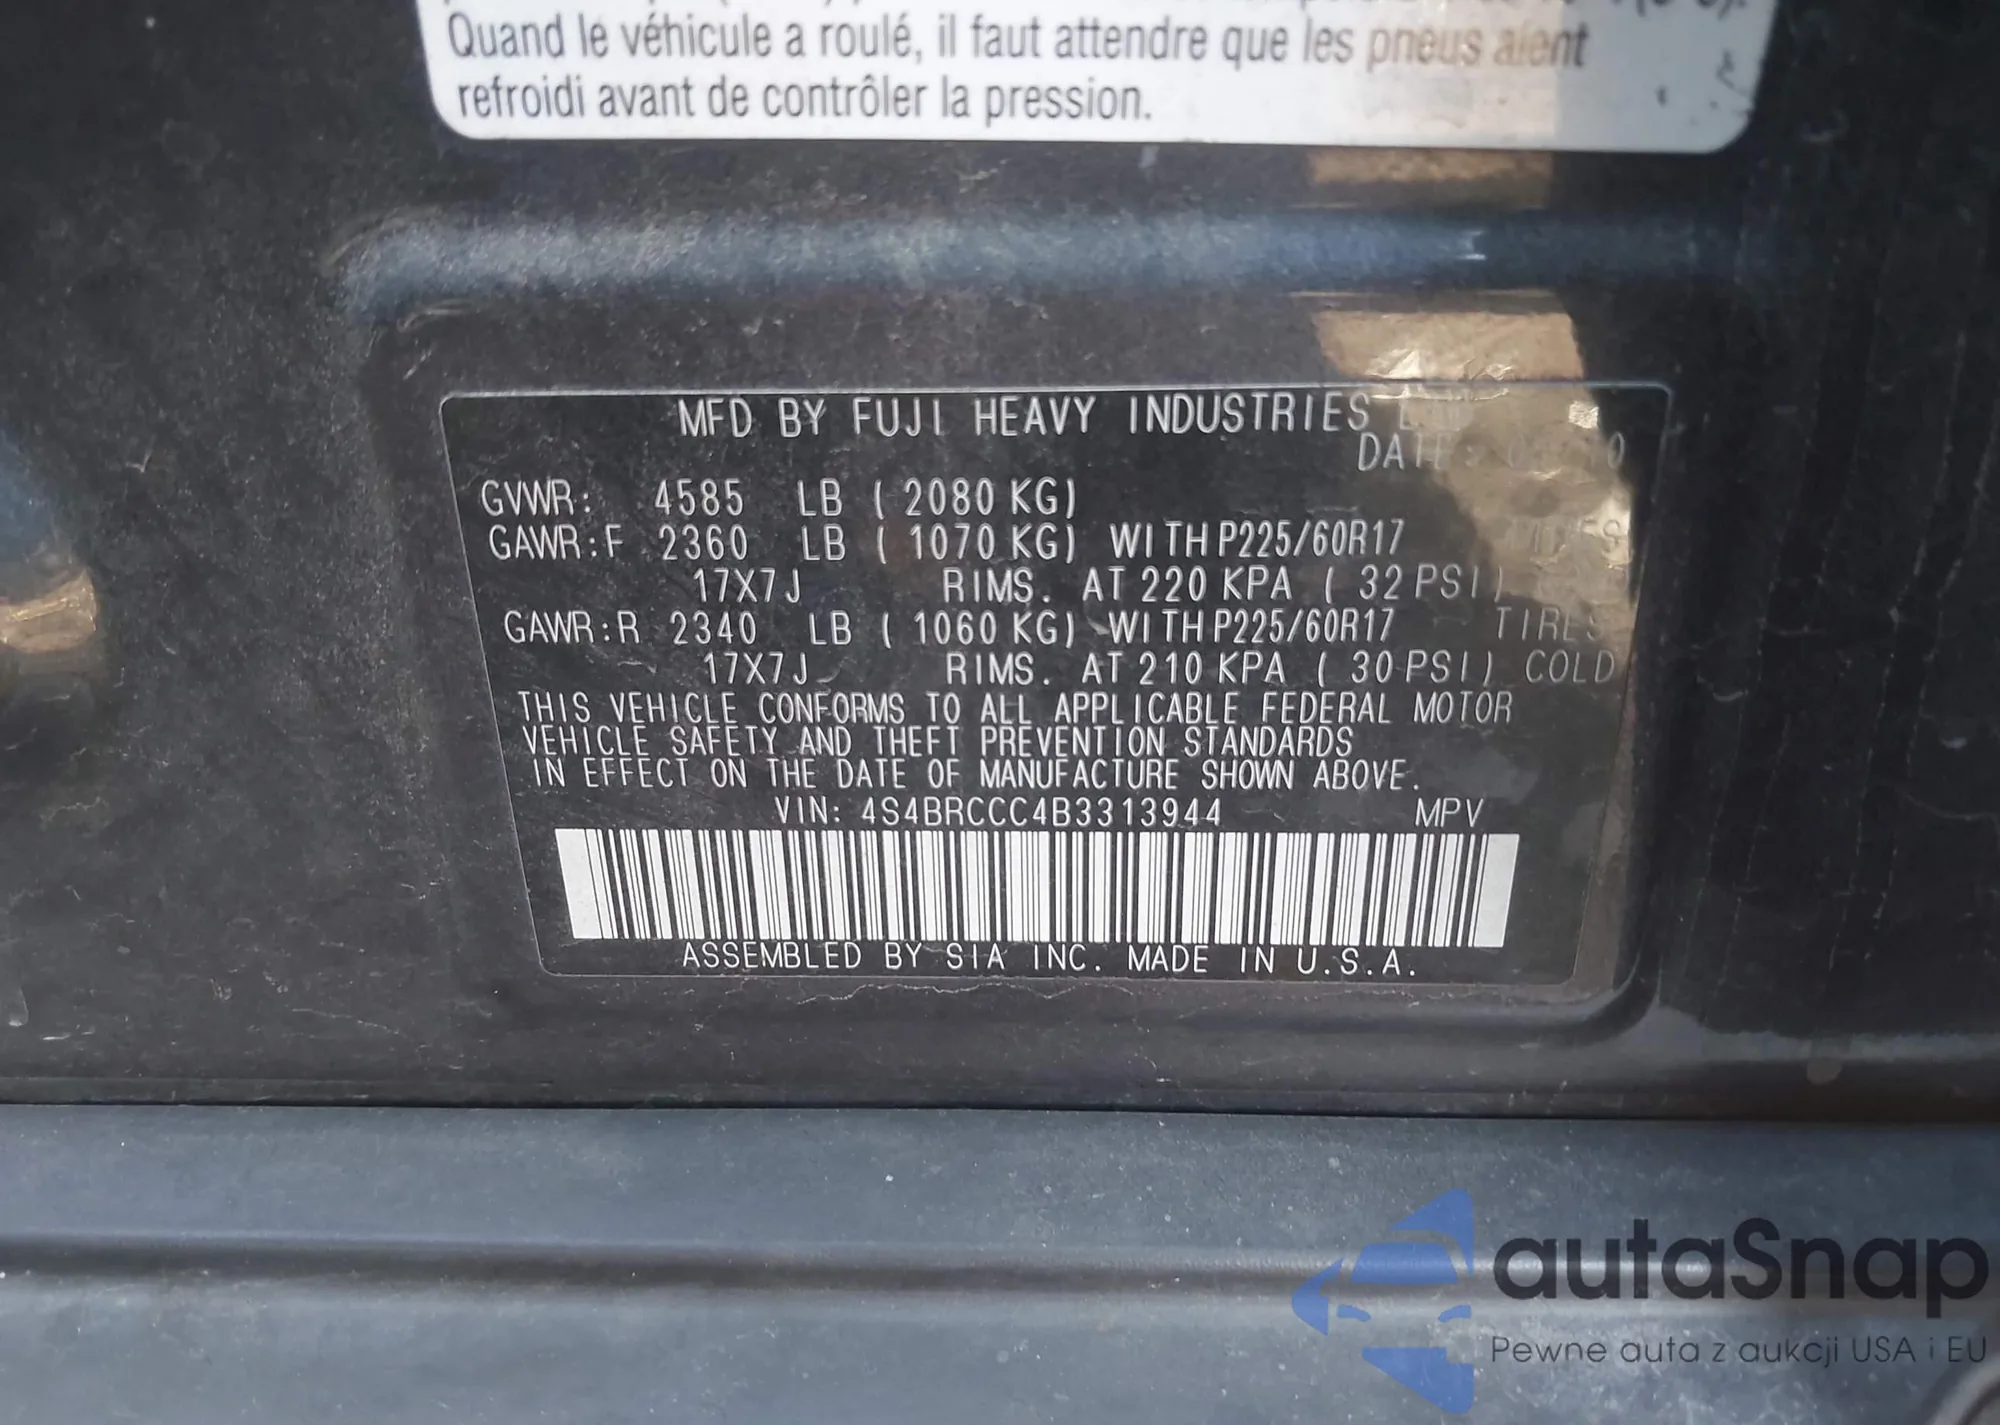 Quand le véhicule a roulé, il faut attendre que les pneus aient
refroidi avant de contrôler la pression.
MFD BY FUJI HEAVY INDUSTRIES
DATE
GVWR: 4585 LB ( 2080 KG)
GAWR:F 2360 LB ( 1070 KG) WITH P225/60R17 TIRES
17X7J RIMS. AT 220 KPA ( 32 PSI)
GAWR:R 2340 LB ( 1060 KG) WITH P225/60R17 TIRES
17X7J RIMS. AT 210 KPA ( 30 PSI) COLD
THIS VEHICLE CONFORMS TO ALL APPLICABLE FEDERAL MOTOR
VEHICLE SAFETY AND THEFT PREVENTION STANDARDS
IN EFFECT ON THE DATE OF MANUFACTURE SHOWN ABOVE.
VIN: 4S4BRCCC4B3313944 MPV
ASSEMBLED BY SIA INC. MADE IN U.S.A.
autaSnap
Pewne auta z aukcji USA i EU